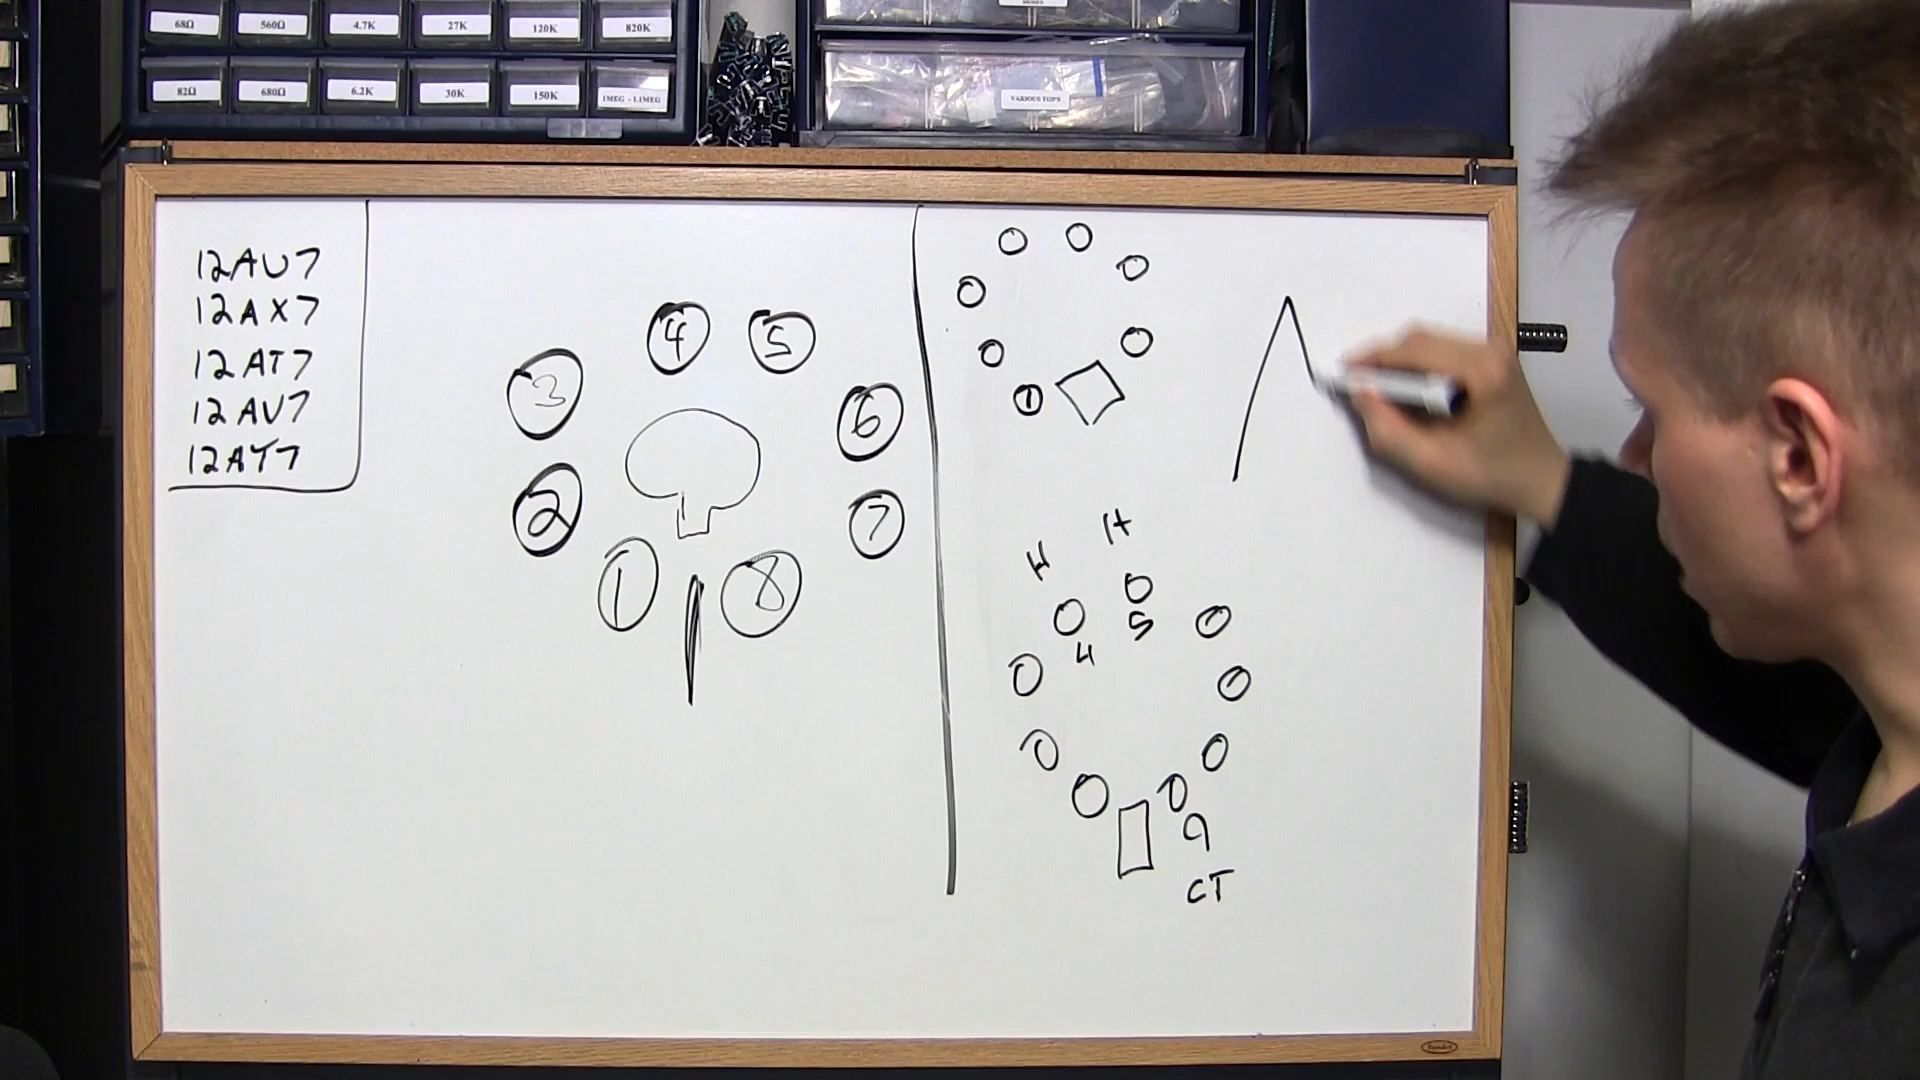 68Ω 560Ω 4.7K 27K 120K 820K
82Ω 680Ω 6.2K 30K 150K 1MEG - 1.1MEG
VARIOUS TOP'S
12AU7
12AX7
12AT7
12AV7
12AY7
4 5
3 6
2 7
1 8
1
H H
4 5
9
CT